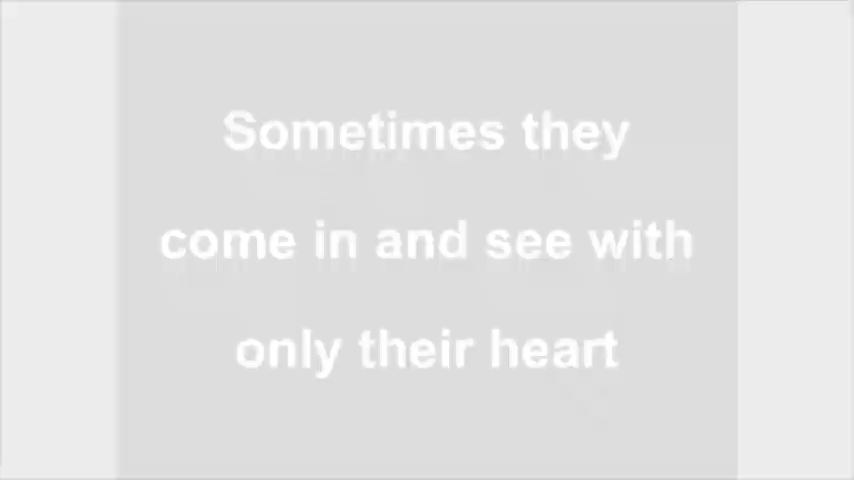 Sometimes they
come in and see with
only their heart